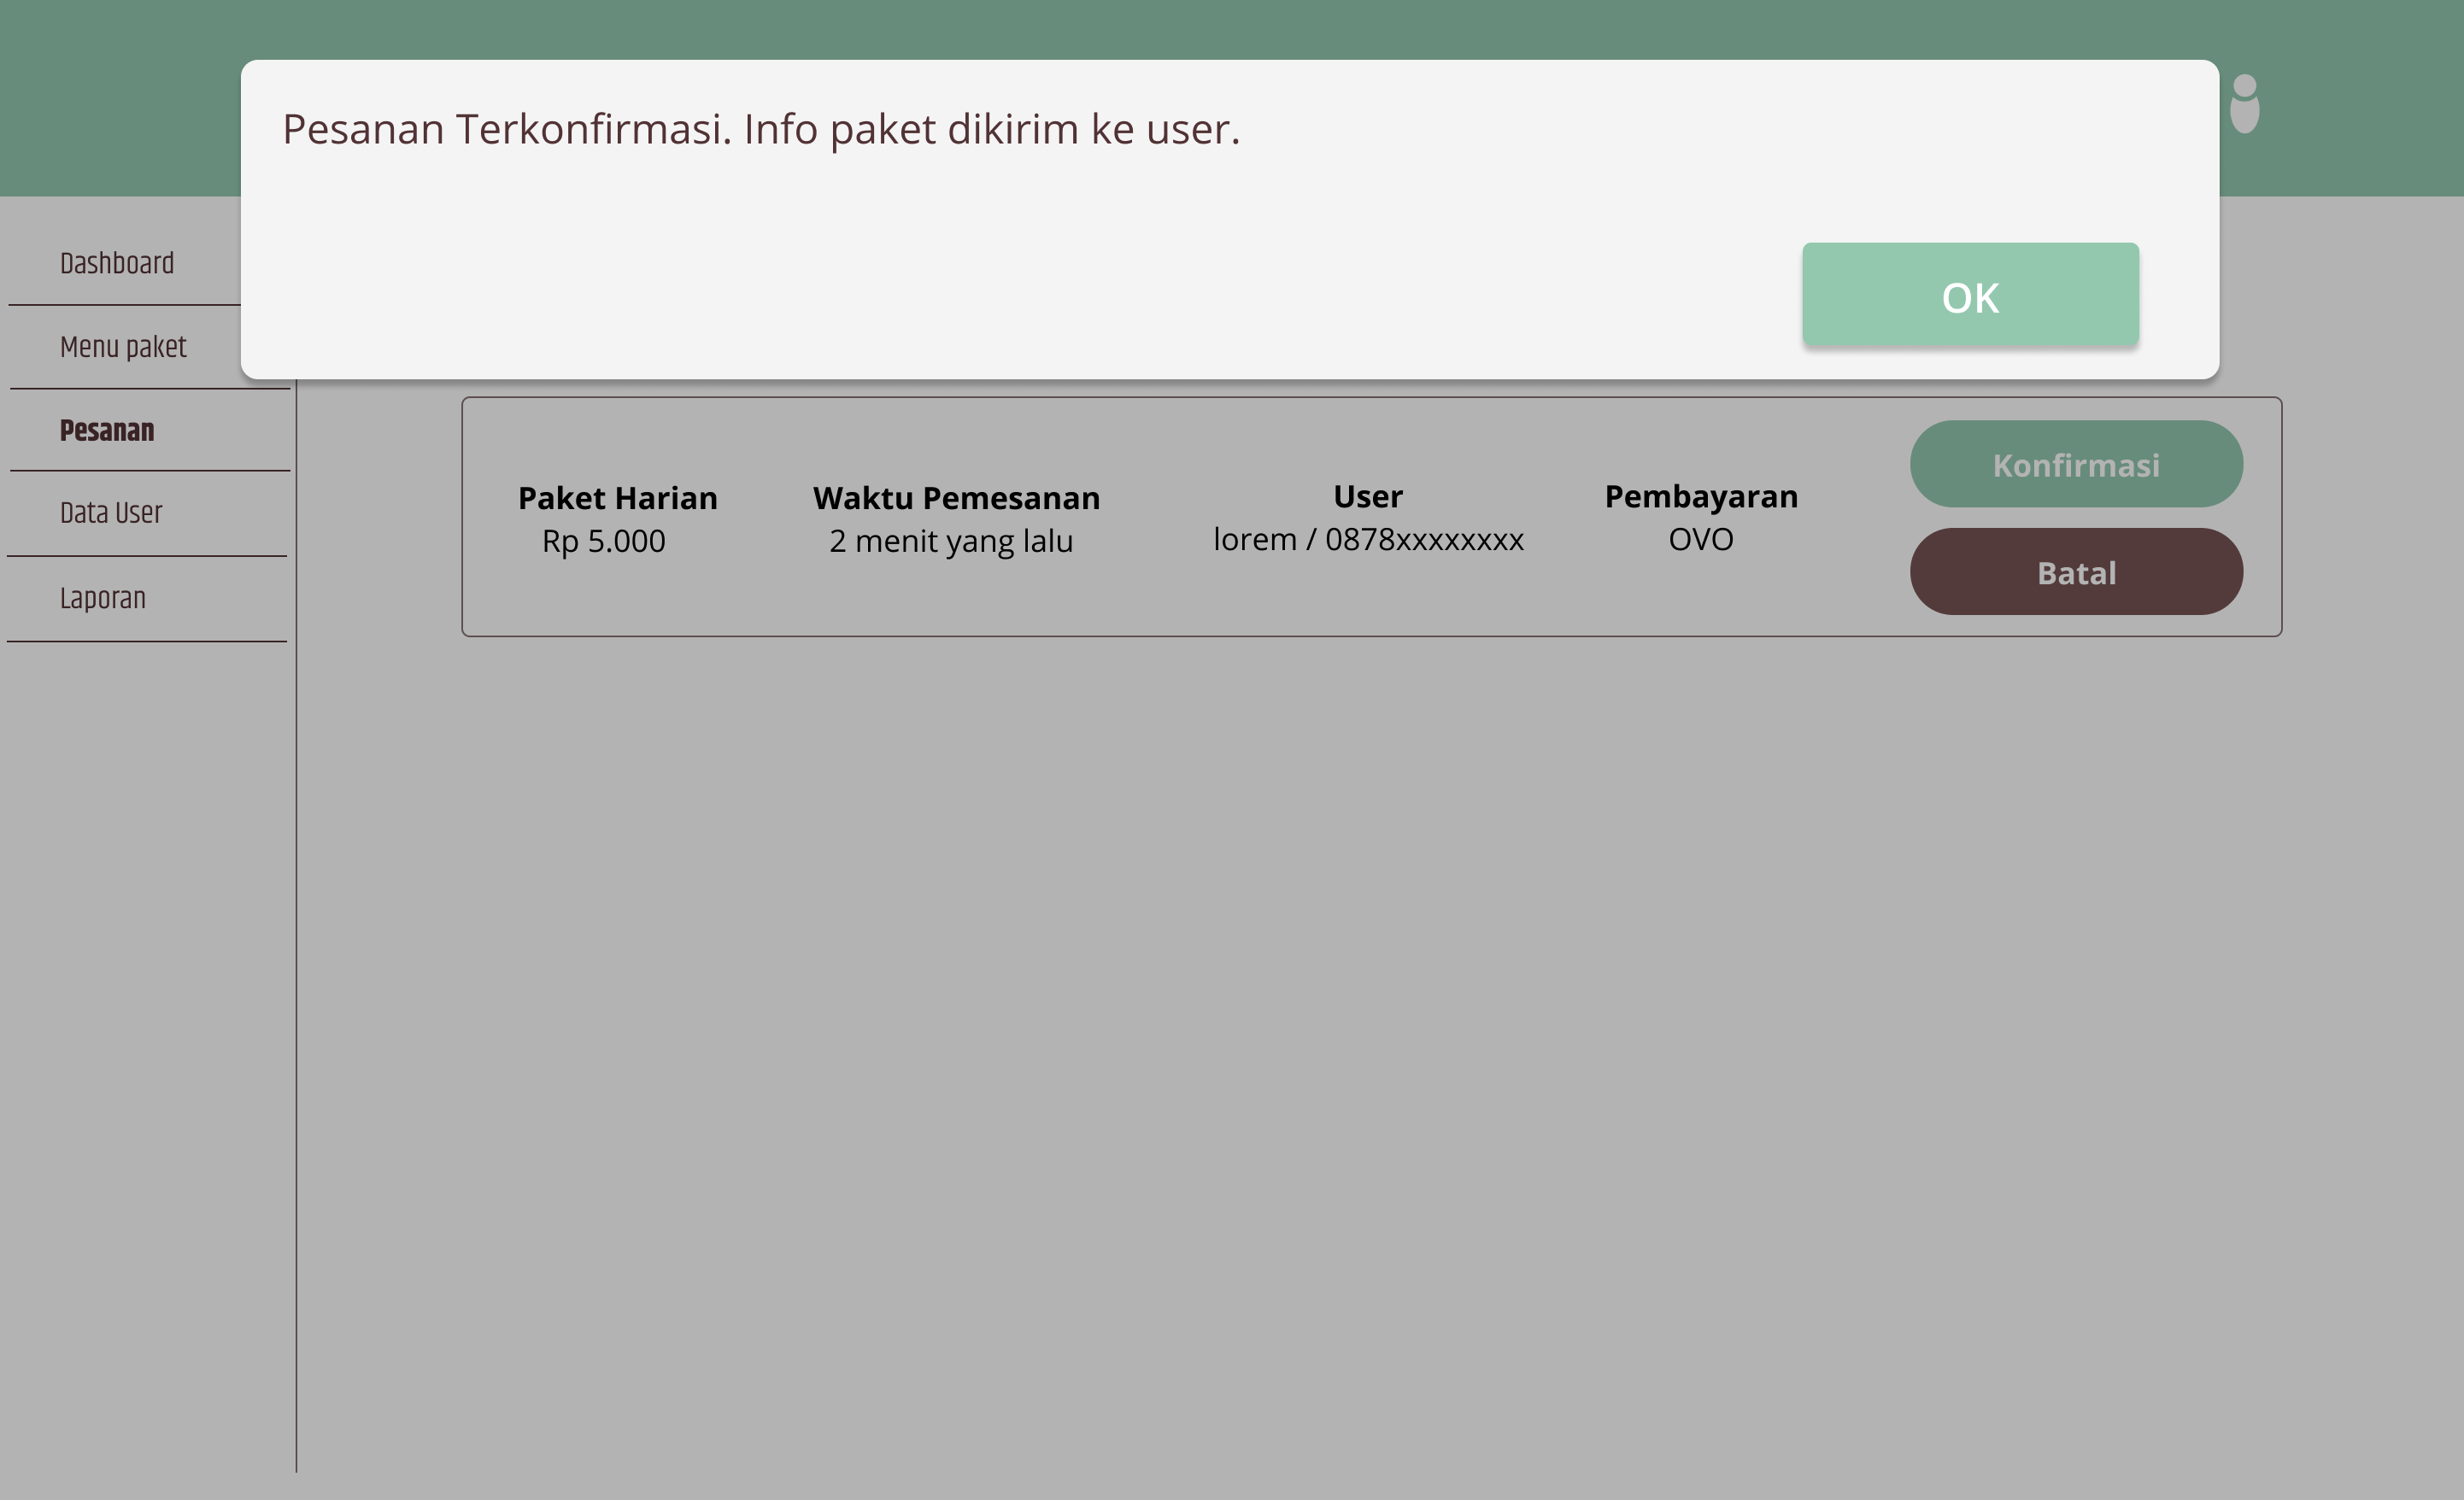 Pesanan Terkonfirmasi. Info paket dikirim ke user.
OK
Dashboard
Menu paket
Pesanan
Data User
Laporan
Paket Harian
Rp 5.000
Waktu Pemesanan
2 menit yang lalu
User
lorem / 0878xxxxxxxxx
Pembayaran
OVO
Konfirmasi
Batal